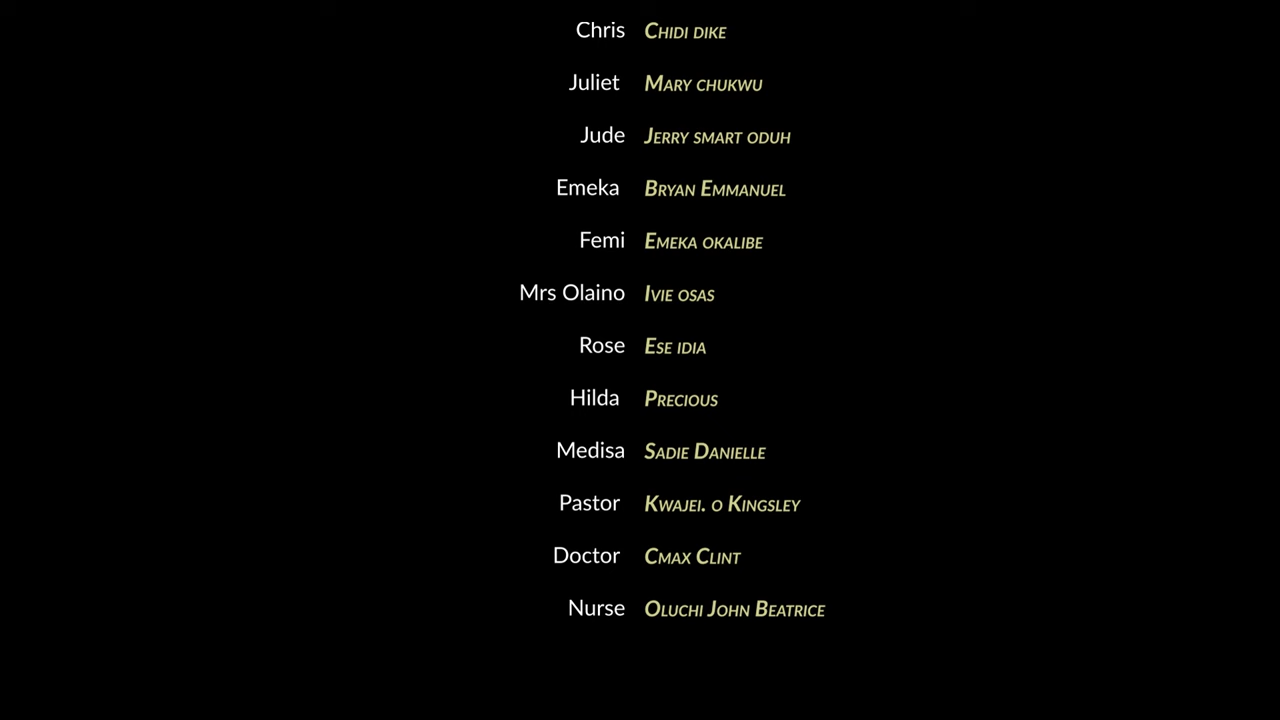 Chris Chidi dike
Juliet Mary chukwu
Jude Jerry smart oduh
Emeka Bryan Emmanuel
Femi Emeka okalibe
Mrs Olaino Ivie osas
Rose Ese idia
Hilda Precious
Medisa Sadie Danielle
Pastor Kwajei. o Kingsley
Doctor Cmax Clint
Nurse Oluchi John Beatrice